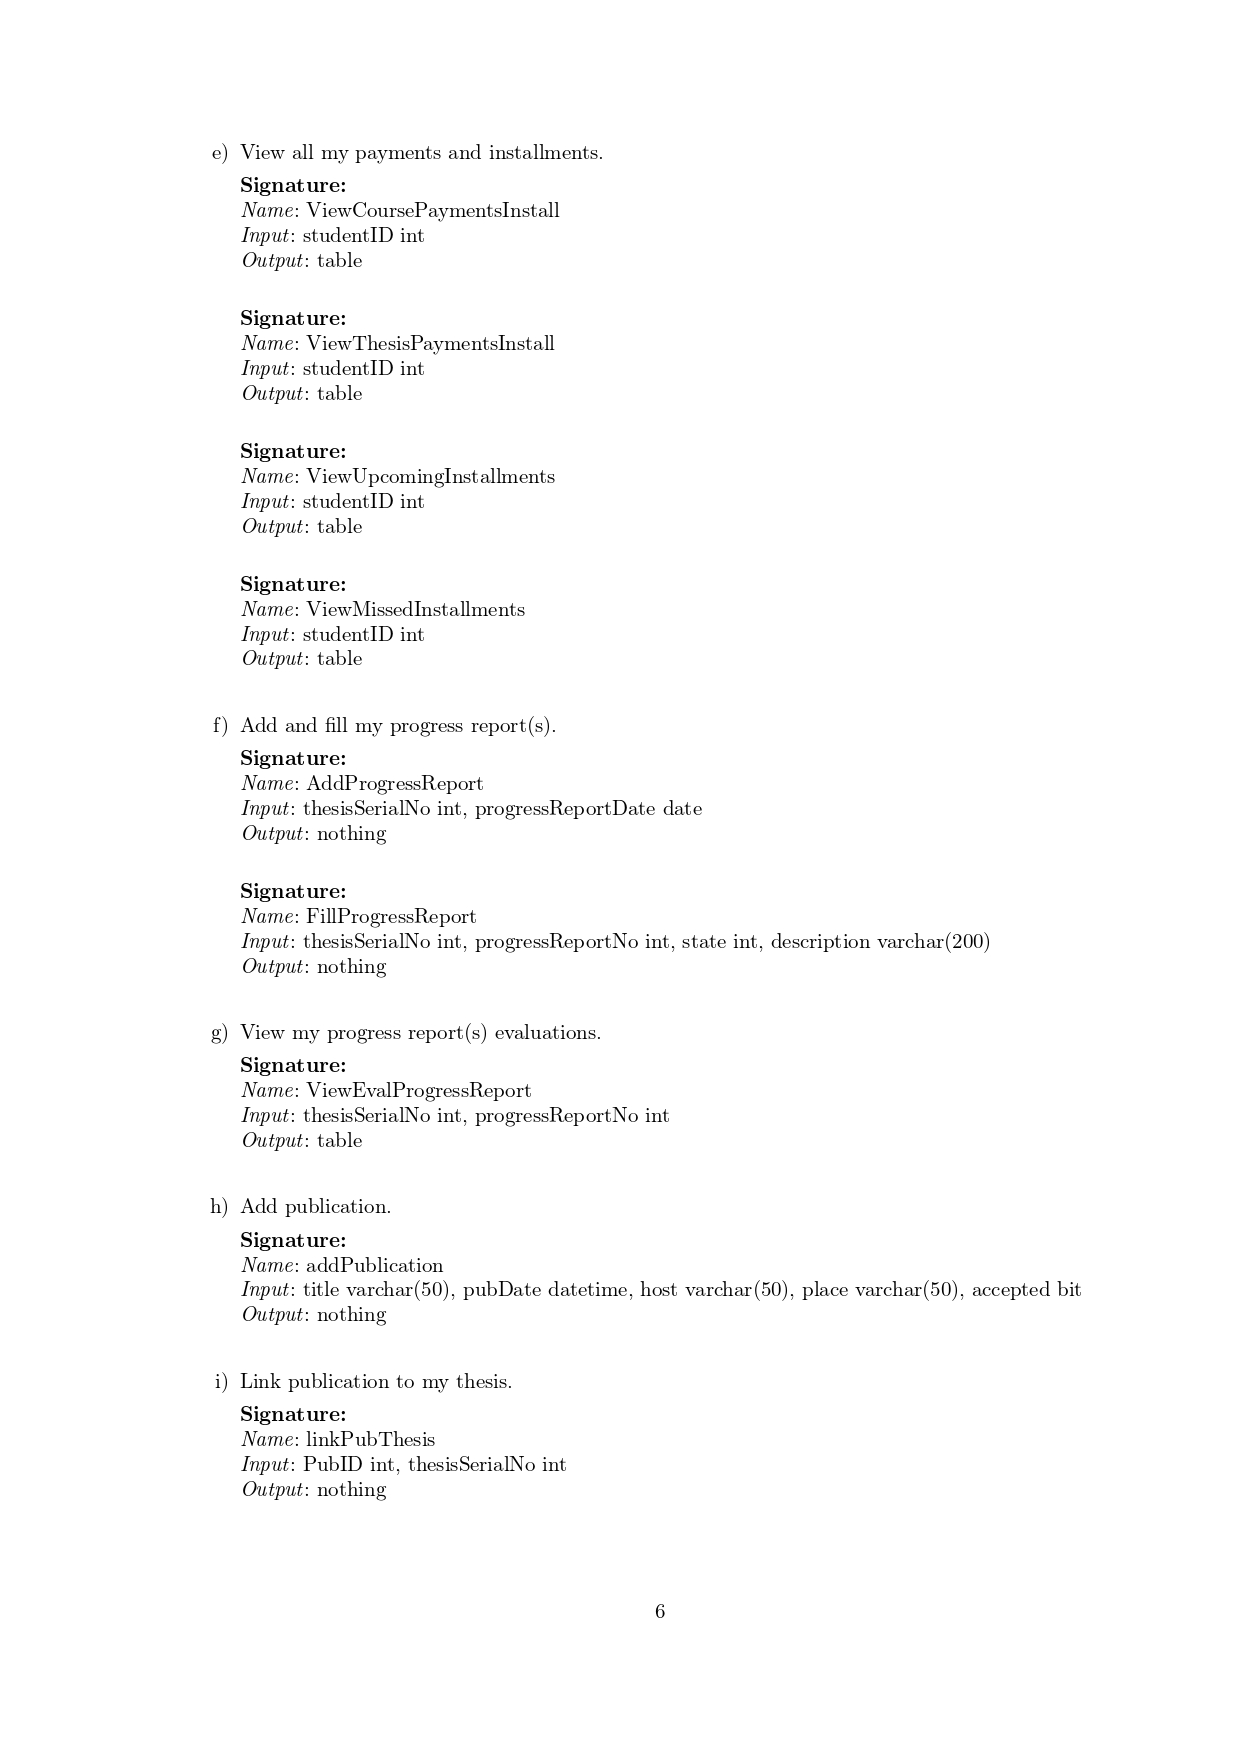 e) View all my payments and installments.
Signature:
Name: ViewCoursePaymentsInstall
Input: studentID int
Output: table
Signature:
Name: ViewThesisPaymentsInstall
Input: studentID int
Output: table
Signature:
Name: ViewUpcomingInstallments
Input: studentID int
Output: table
Signature:
Name: ViewMissedInstallments
Input: studentID int
Output: table
f) Add and fill my progress report(s).
Signature:
Name: AddProgressReport
Input: thesisSerialNo int, progressReportDate date
Output: nothing
Signature:
Name: FillProgressReport
Input: thesisSerialNo int, progressReportNo int, state int, description varchar(200)
Output: nothing
g) View my progress report(s) evaluations.
Signature:
Name: ViewEvalProgressReport
Input: thesisSerialNo int, progressReportNo int
Output: table
h) Add publication.
Signature:
Name: addPublication
Input: title varchar(50), pubDate datetime, host varchar(50), place varchar(50), accepted bit
Output: nothing
i) Link publication to my thesis.
Signature:
Name: linkPubThesis
Input: PubID int, thesisSerialNo int
Output: nothing
6